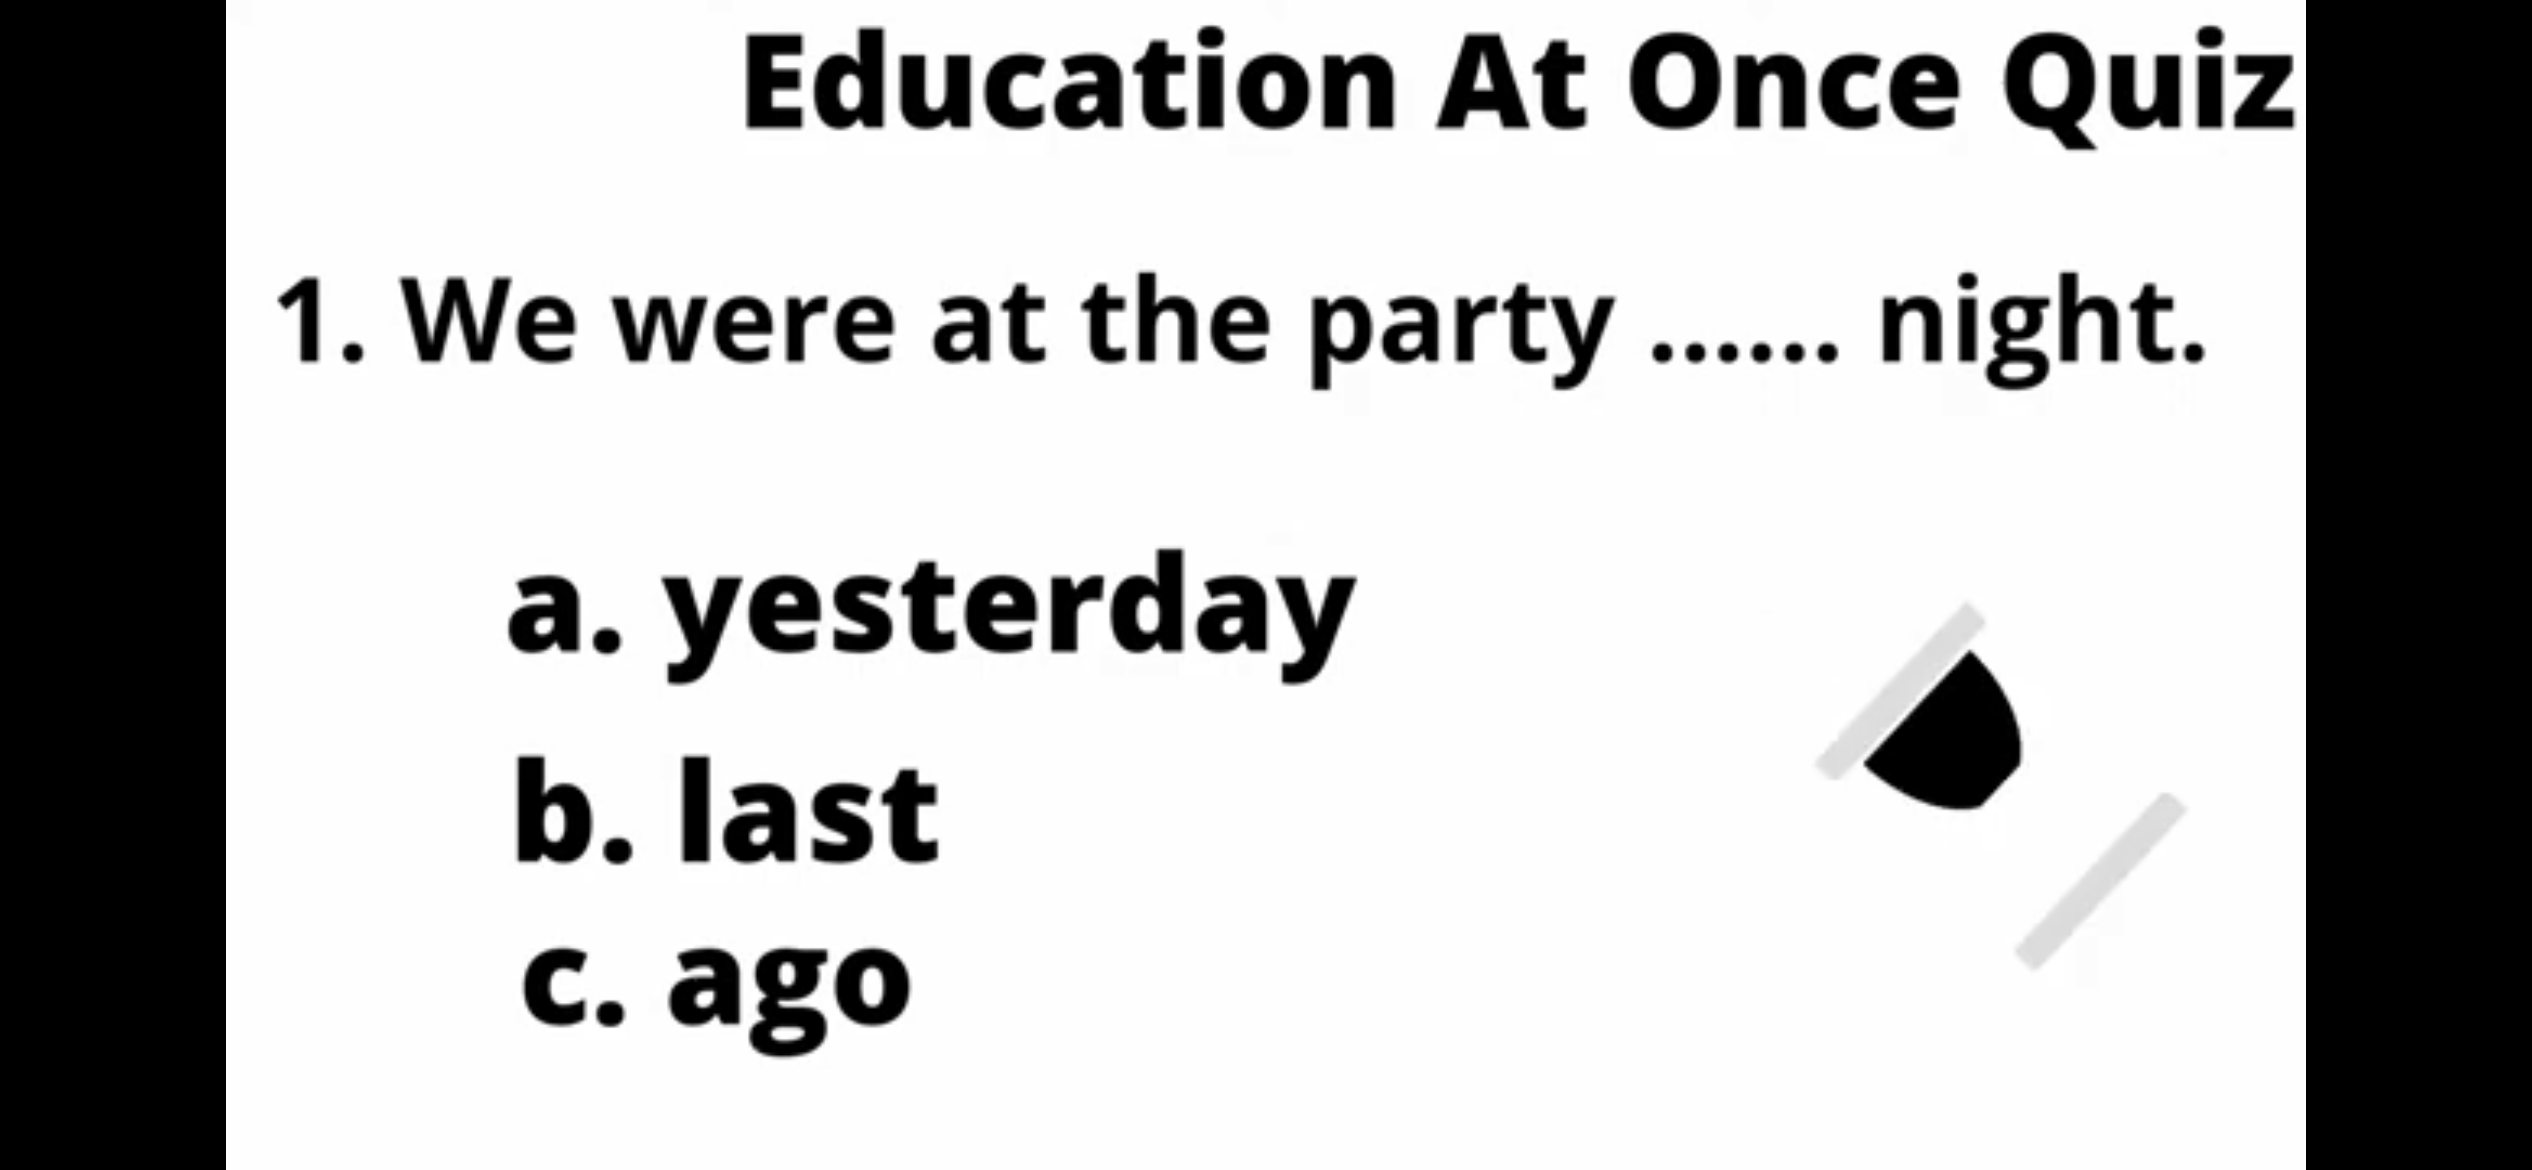 Education At Once Quiz
1. We were at the party ...... night.
a. yesterday
b. last
c. ago